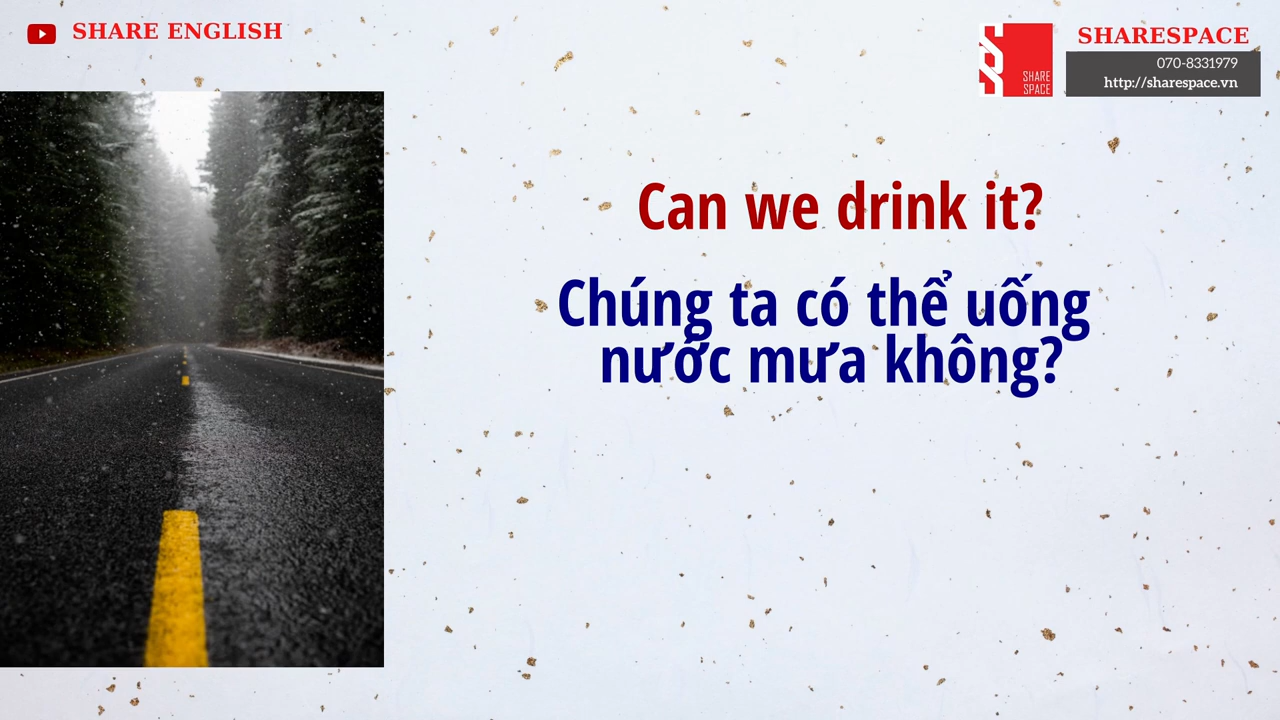 SHARE ENGLISH
SHARESPACE
070-8331979
http://sharespace.vn
SHARE
SPACE
Can we drink it?
Chúng ta có thể uống
nước mưa không?